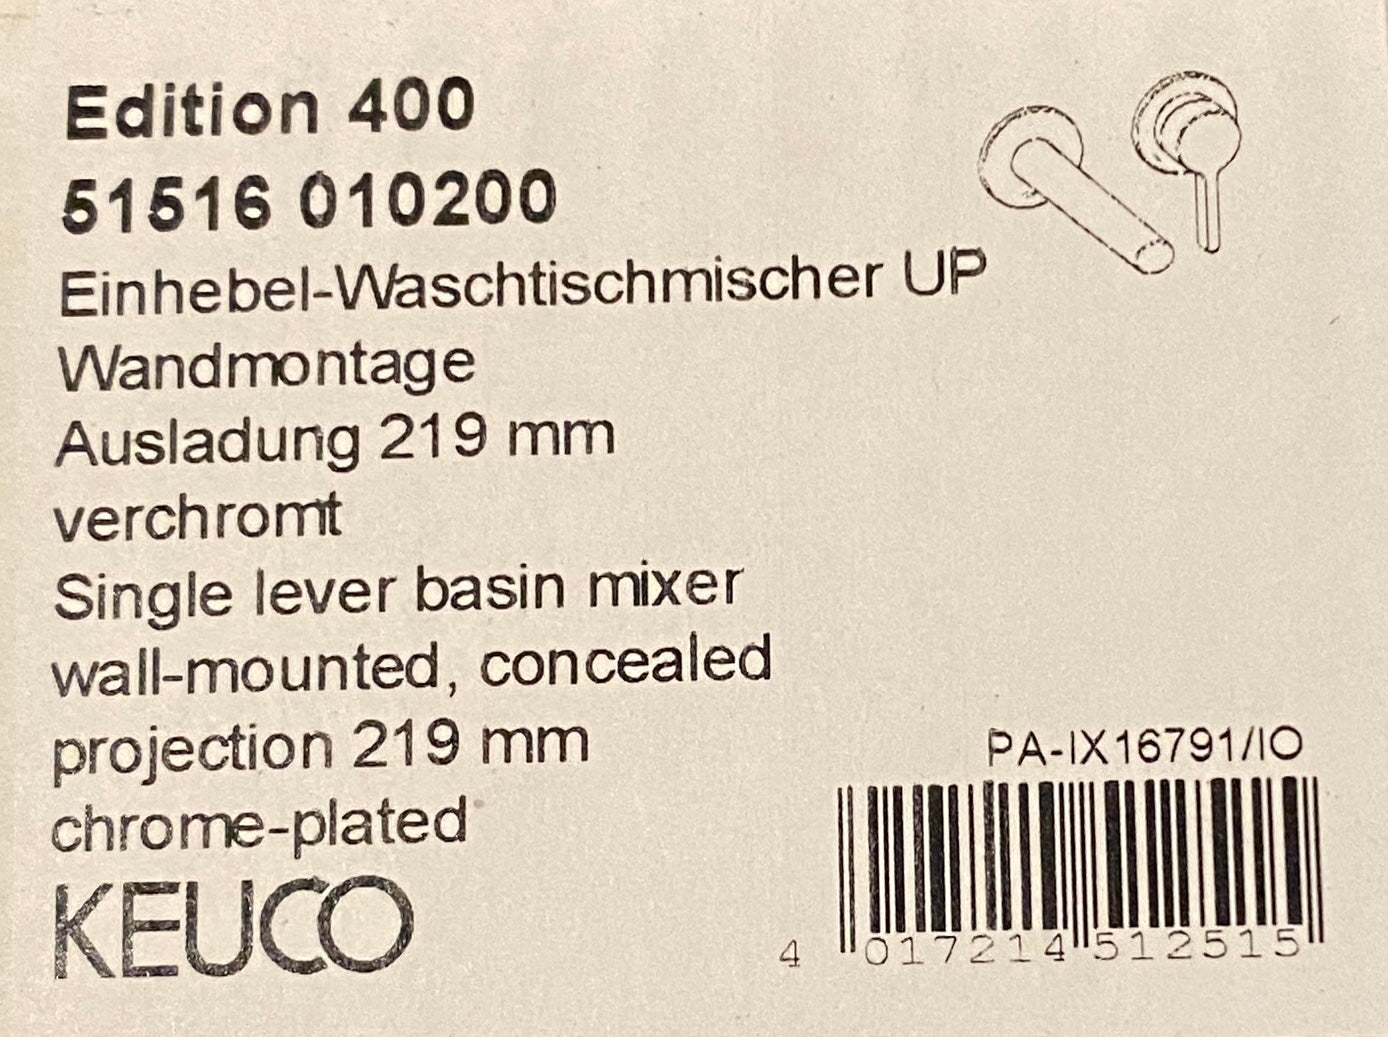 Edition 400
51516 010200
Einhebel-Waschtischmischer UP
Wandmontage
Ausladung 219 mm
verchromt
Single lever basin mixer
wall-mounted, concealed
projection 219 mm
chrome-plated
KEUCO
PA-IX16791/IO
4 017214 512515